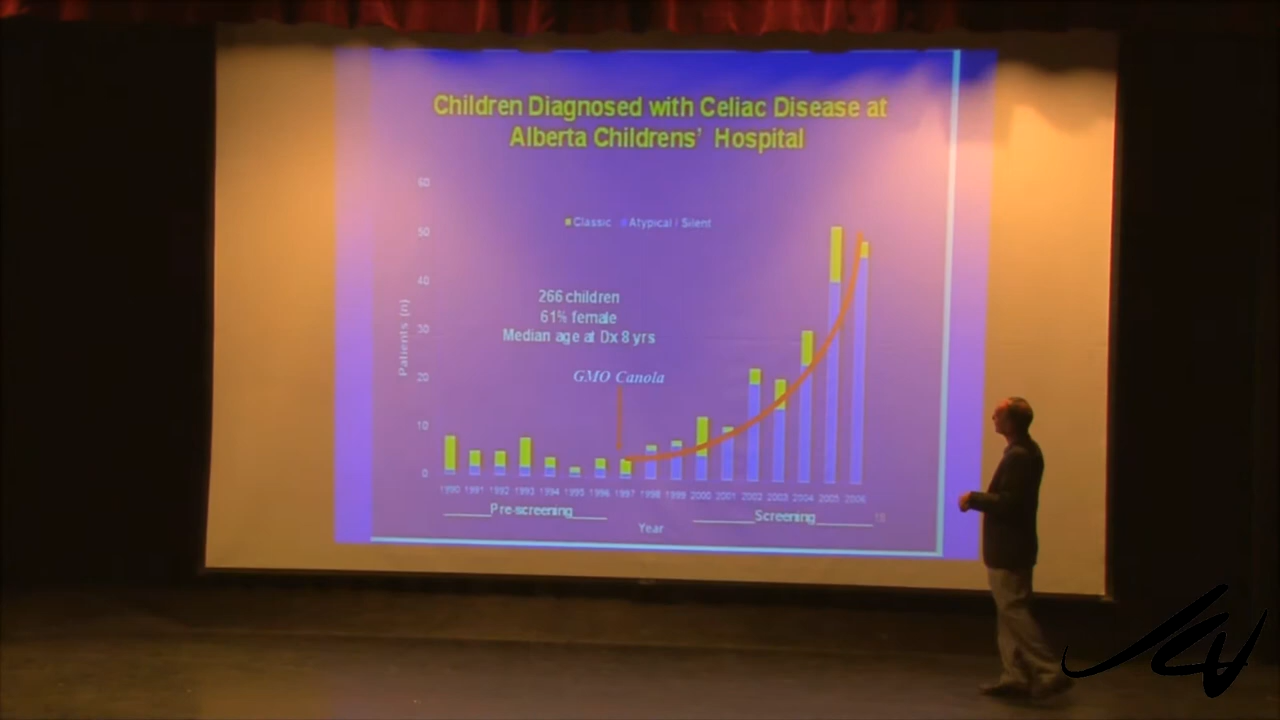 Children Diagnosed with Celiac Disease at
Alberta Childrens' Hospital
60
Classic Atypical / Silent
50
40
30
20
10
0
Patients (n)
266 children
61% female
Median age at Dx 8 yrs
GMO Canola
1990 1991 1992 1993 1994 1995 1996 1997 1998 1999 2000 2001 2002 2003 2004 2005 2006
Pre-screening
Screening
Year